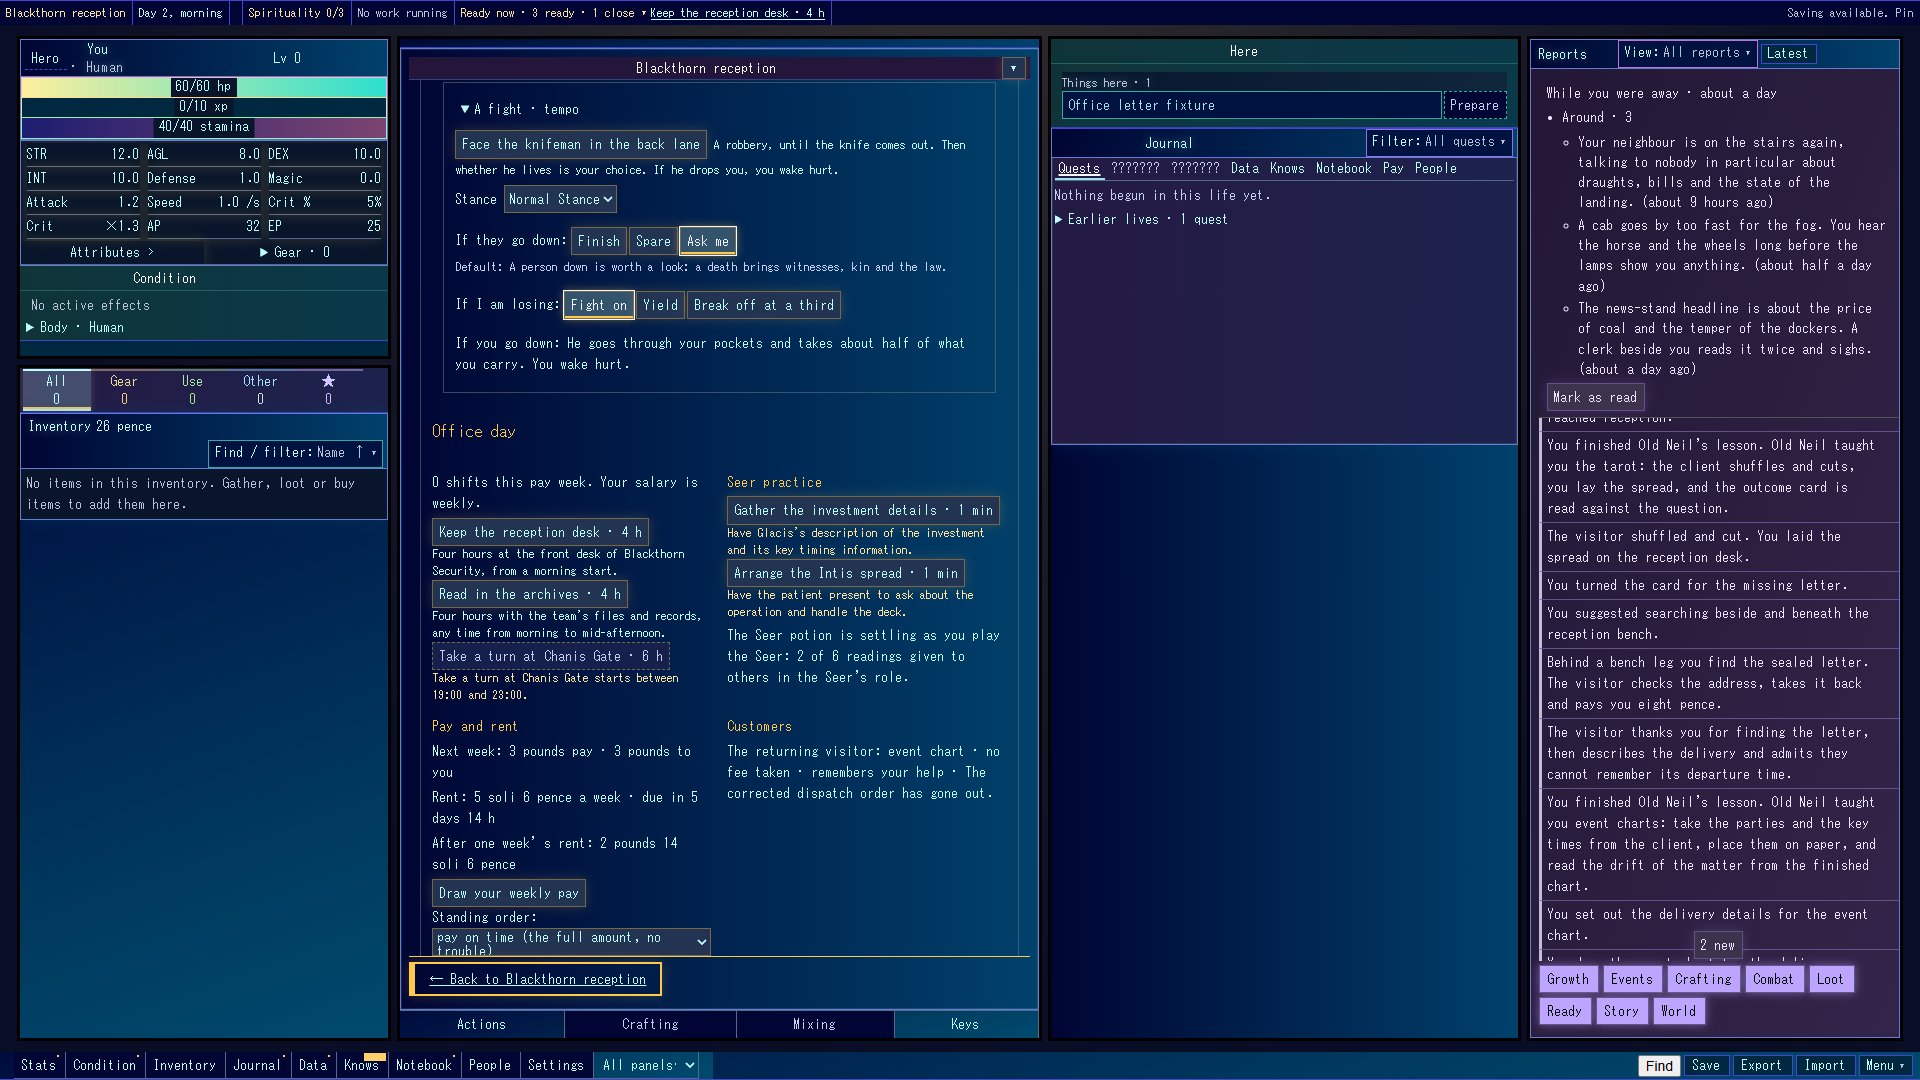 Blackthorn reception
Day 2, morning
Spirituality 0/3
No work running
Ready now · 3 ready · 1 close ▾ Keep the reception desk · 4 h
Saving available. Pin
Hero · You
Human
Lv 0
60/60 hp
0/10 xp
40/40 stamina
STR 12.0 AGL 8.0 DEX 10.0
INT 10.0 Defense 1.0 Magic 0.0
Attack 1.2 Speed 1.0 /s Crit % 5%
Crit ×1.3 AP 32 EP 25
Attributes >
▶ Gear · 0
Condition
No active effects
▶ Body · Human
All Gear Use Other ★
0 0 0 0 0
Inventory 26 pence
Find / filter: Name ↑ ▾
No items in this inventory. Gather, loot or buy
items to add them here.
Blackthorn reception
▾
▼ A fight · tempo
Face the knifeman in the back lane A robbery, until the knife comes out. Then
whether he lives is your choice. If he drops you, you wake hurt.
Stance Normal Stance
If they go down: Finish Spare Ask me
Default: A person down is worth a look: a death brings witnesses, kin and the law.
If I am losing: Fight on Yield Break off at a third
If you go down: He goes through your pockets and takes about half of what
you carry. You wake hurt.
Office day
0 shifts this pay week. Your salary is
weekly.
Keep the reception desk · 4 h
Four hours at the front desk of Blackthorn
Security, from a morning start.
Read in the archives · 4 h
Four hours with the team's files and records,
any time from morning to mid-afternoon.
Take a turn at Chanis Gate · 6 h
Take a turn at Chanis Gate starts between
19:00 and 23:00.
Seer practice
Gather the investment details · 1 min
Have Glacis's description of the investment
and its key timing information.
Arrange the Intis spread · 1 min
Have the patient present to ask about the
operation and handle the deck.
The Seer potion is settling as you play
the Seer: 2 of 6 readings given to
others in the Seer's role.
Pay and rent
Next week: 3 pounds pay · 3 pounds to
you
Rent: 5 soli 6 pence a week · due in 5
days 14 h
After one week's rent: 2 pounds 14
soli 6 pence
Draw your weekly pay
Standing order:
pay on time (the full amount, no
trouble)
Customers
The returning visitor: event chart · no
fee taken · remembers your help · The
corrected dispatch order has gone out.
← Back to Blackthorn reception
Actions
Crafting
Mixing
Keys
Here
Things here · 1
Office letter fixture
Prepare
Journal
Filter: All quests ▾
Quests ??????? ??????? Data Knows Notebook Pay People
Nothing begun in this life yet.
▶ Earlier lives · 1 quest
Reports
View: All reports ▾
Latest
While you were away · about a day
• Around · 3
Your neighbour is on the stairs again,
talking to nobody in particular about
draughts, bills and the state of the
landing. (about 9 hours ago)
A cab goes by too fast for the fog. You hear
the horse and the wheels long before the
lamps show you anything. (about half a day
ago)
The news-stand headline is about the price
of coal and the temper of the dockers. A
clerk beside you reads it twice and sighs.
(about a day ago)
Mark as read
reached reception.
You finished Old Neil's lesson. Old Neil taught
you the tarot: the client shuffles and cuts,
you lay the spread, and the outcome card is
read against the question.
The visitor shuffled and cut. You laid the
spread on the reception desk.
You turned the card for the missing letter.
You suggested searching beside and beneath the
reception bench.
Behind a bench leg you find the sealed letter.
The visitor checks the address, takes it back
and pays you eight pence.
The visitor thanks you for finding the letter,
then describes the delivery and admits they
cannot remember its departure time.
You finished Old Neil's lesson. Old Neil taught
you event charts: take the parties and the key
times from the client, place them on paper, and
read the drift of the matter from the finished
chart.
You set out the delivery details for the event
chart.
2 new
Growth Events Crafting Combat Loot
Ready Story World
Stats Condition Inventory Journal Data Knows Notebook People Settings All panels
Find Save Export Import Menu ▾